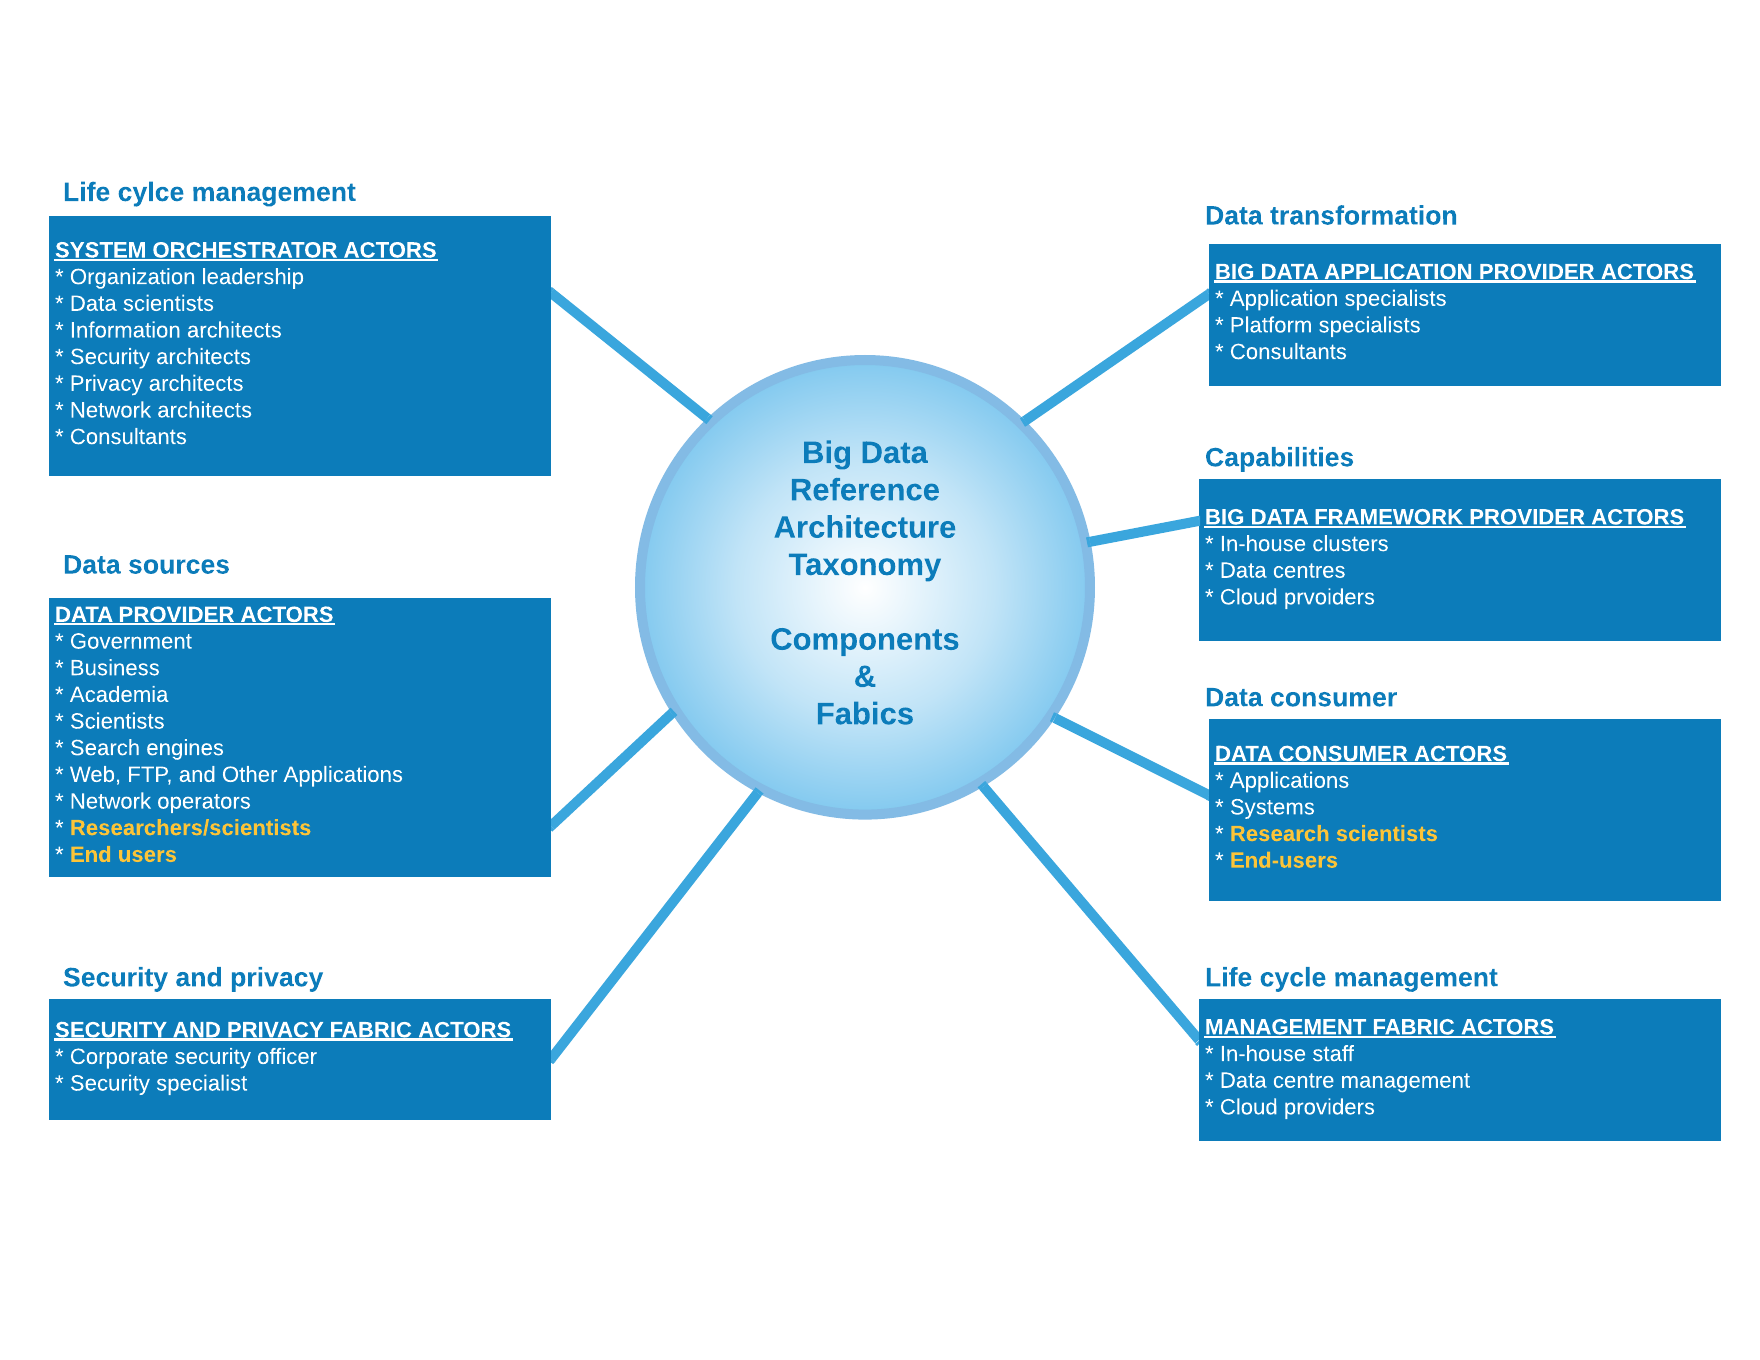 Life cylce management
SYSTEM ORCHESTRATOR ACTORS
* Organization leadership
* Data scientists
* Information architects
* Security architects
* Privacy architects
* Network architects
* Consultants
Data sources
DATA PROVIDER ACTORS
* Government
* Business
* Academia
* Scientists
* Search engines
* Web, FTP, and Other Applications
* Network operators
* Researchers/scientists
* End users
Security and privacy
SECURITY AND PRIVACY FABRIC ACTORS
* Corporate security officer
* Security specialist
Big Data
Reference
Architecture
Taxonomy
Components
&
Fabics
Data transformation
BIG DATA APPLICATION PROVIDER ACTORS
* Application specialists
* Platform specialists
* Consultants
Capabilities
BIG DATA FRAMEWORK PROVIDER ACTORS
* In-house clusters
* Data centres
* Cloud prvoiders
Data consumer
DATA CONSUMER ACTORS
* Applications
* Systems
* Research scientists
* End-users
Life cycle management
MANAGEMENT FABRIC ACTORS
* In-house staff
* Data centre management
* Cloud providers